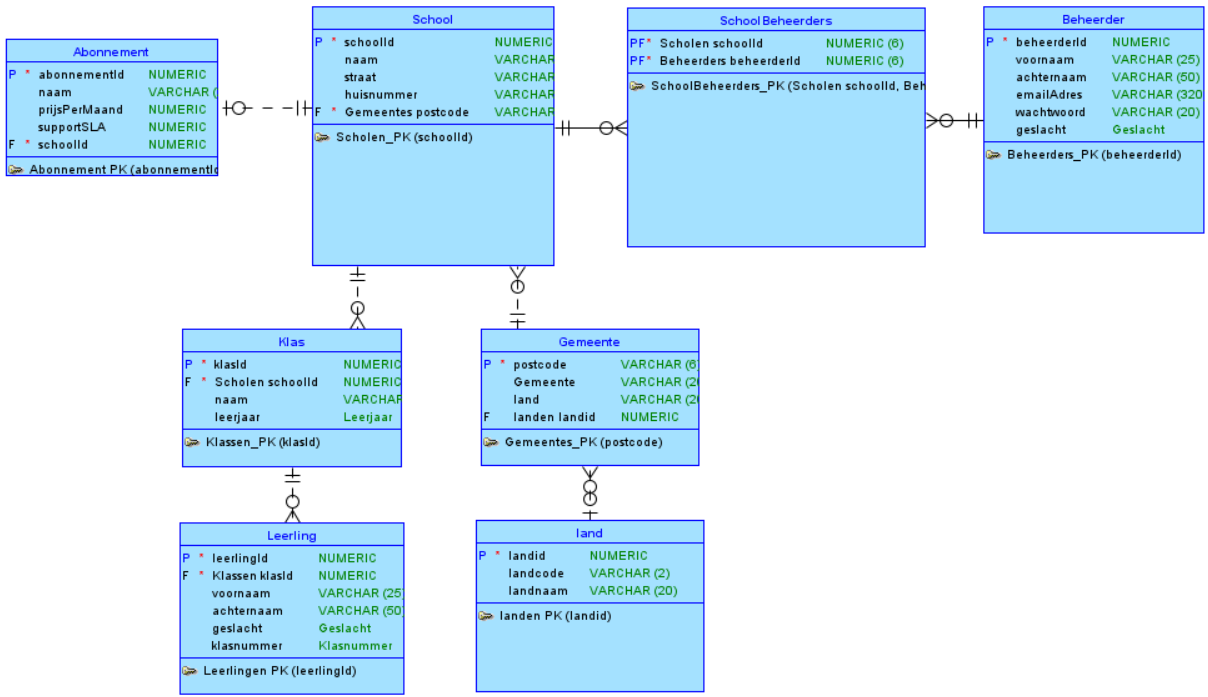 Abonnement
P * abonnementId NUMERIC
naam VARCHAR (
prijsPerMaand NUMERIC
supportSLA NUMERIC
F * schoolId NUMERIC
Abonnement PK (abonnementId
School
P * schoolId NUMERIC
naam VARCHAR
straat VARCHAR
huisnummer VARCHAR
F * Gemeentes postcode VARCHAR
Scholen_PK (schoolId)
SchoolBeheerders
PF* Scholen schoolId NUMERIC (6)
PF* Beheerders beheerderId NUMERIC (6)
SchoolBeheerders_PK (Scholen schoolId, Beh
Beheerder
P * beheerderId NUMERIC
voornaam VARCHAR (25)
achternaam VARCHAR (50)
emailAdres VARCHAR (320
wachtwoord VARCHAR (20)
geslacht Geslacht
Beheerders_PK (beheerderId)
Klas
P * klasId NUMERIC
F * Scholen schoolId NUMERIC
naam VARCHAR
leerjaar Leerjaar
Klassen_PK (klasId)
Gemeente
P * postcode VARCHAR (6)
Gemeente VARCHAR (20
land VARCHAR (20
F landen landid NUMERIC
Gemeentes_PK (postcode)
Leerling
P * leerlingId NUMERIC
F * Klassen klasId NUMERIC
voornaam VARCHAR (25)
achternaam VARCHAR (50)
geslacht Geslacht
klasnummer Klasnummer
Leerlingen PK (leerlingId)
land
P * landid NUMERIC
landcode VARCHAR (2)
landnaam VARCHAR (20)
landen PK (landid)